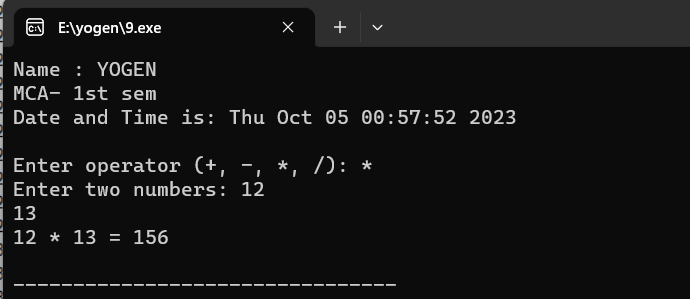 E:\yogen\9.exe
Name : YOGEN
MCA- 1st sem
Date and Time is: Thu Oct 05 00:57:52 2023
Enter operator (+, -, *, /): *
Enter two numbers: 12
13
12 * 13 = 156
--------------------------------